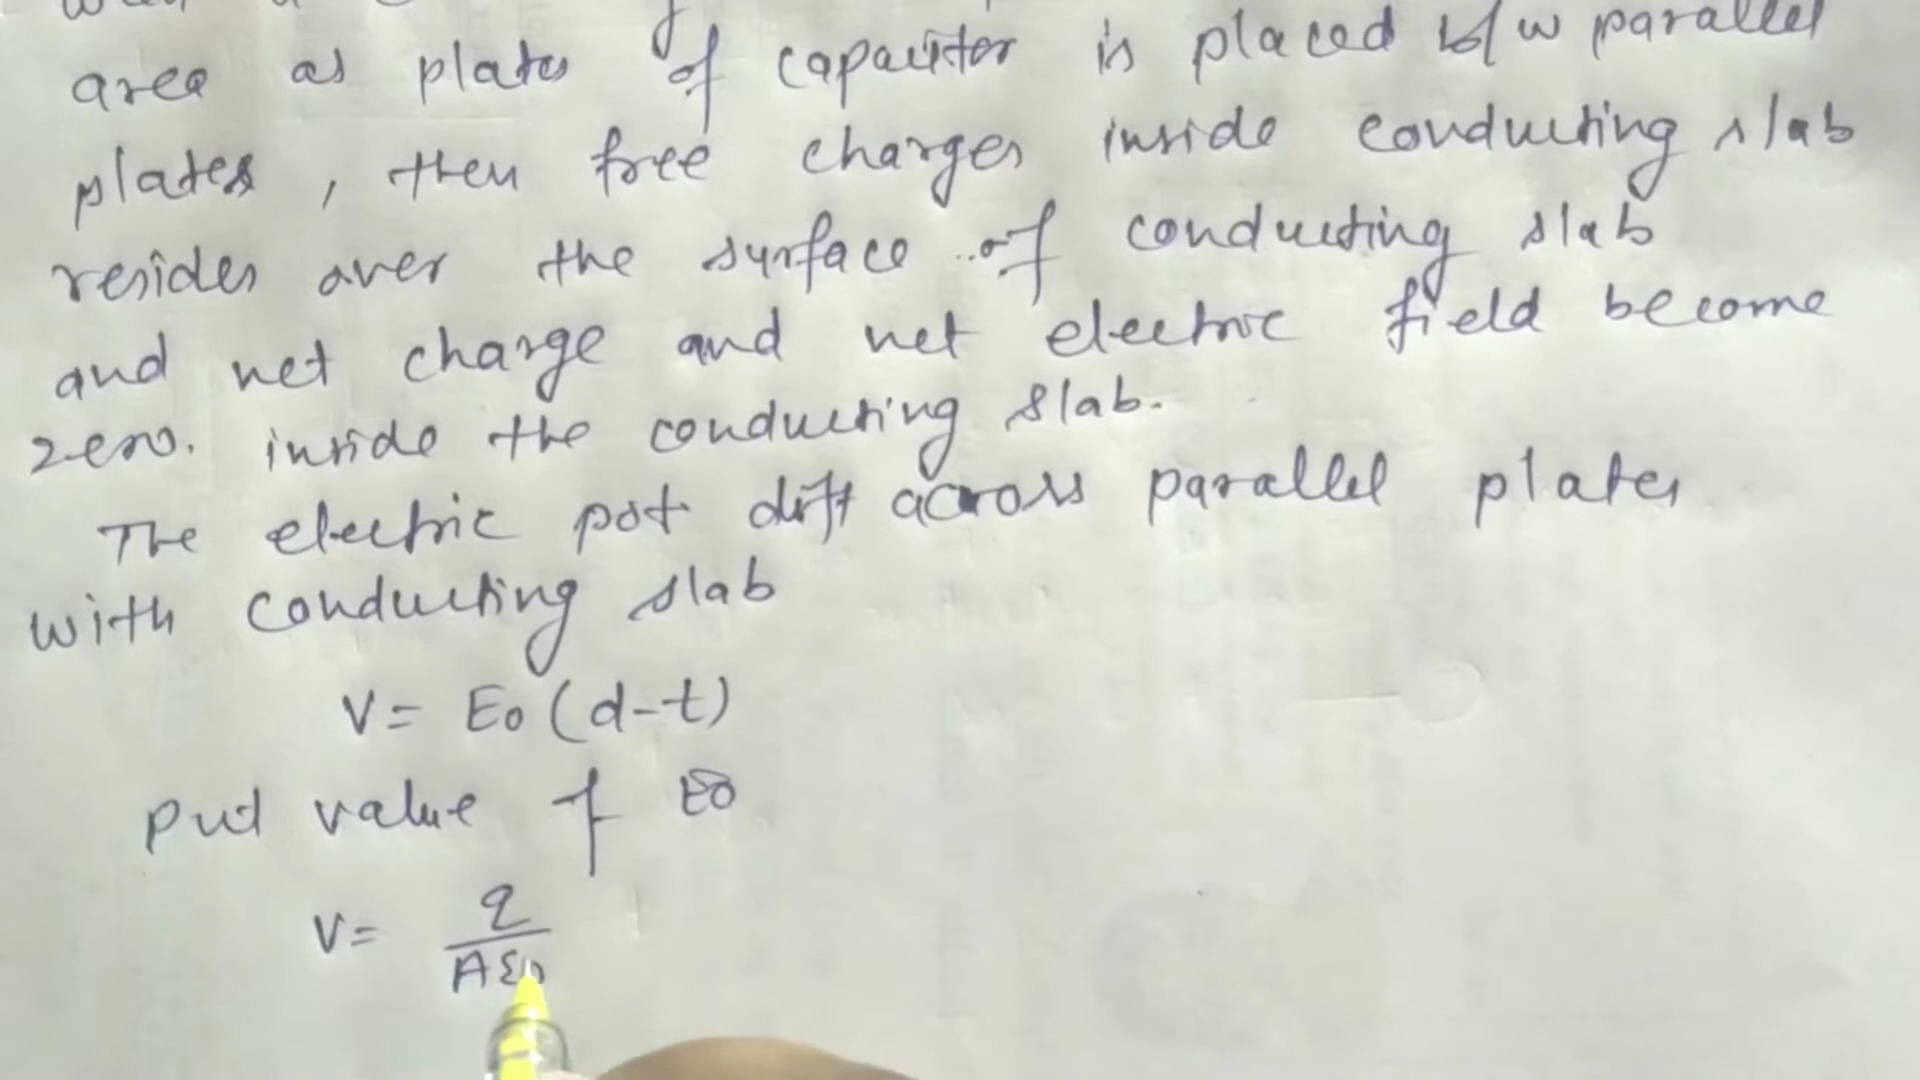 area as plates of capacitor is placed b/w parallel
plates, then free charges inside conducting slab
resides over the surface of conducting slab
and net charge and net electric field become
zero. inside the conducting slab.
The electric pot diff across parallel plates
with conducting slab
V= E0 (d-t)
put value of E0
V= q/Aε0